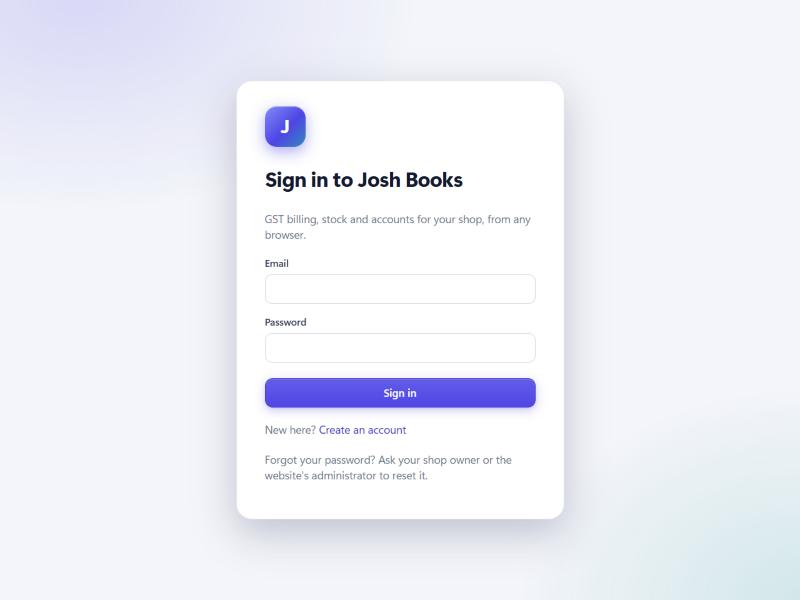 J
Sign in to Josh Books
GST billing, stock and accounts for your shop, from any
browser.
Email
Password
Sign in
New here? Create an account
Forgot your password? Ask your shop owner or the
website's administrator to reset it.